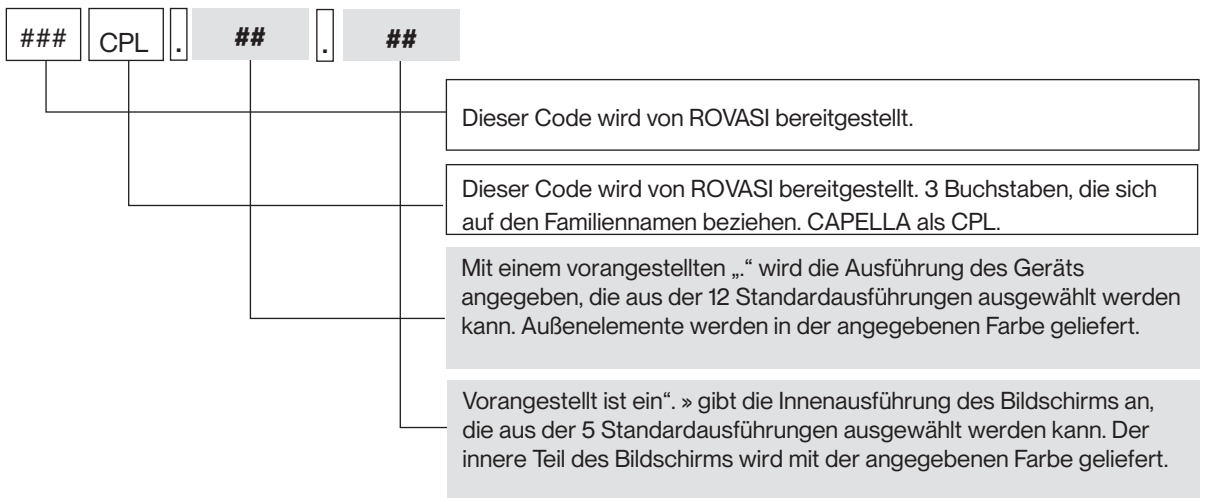 ### CPL . ## . ##
Dieser Code wird von ROVASI bereitgestellt.
Dieser Code wird von ROVASI bereitgestellt. 3 Buchstaben, die sich
auf den Familiennamen beziehen. CAPELLA als CPL.
Mit einem vorangestellten „.“ wird die Ausführung des Geräts
angegeben, die aus der 12 Standardausführungen ausgewählt werden
kann. Außenelemente werden in der angegebenen Farbe geliefert.
Vorangestellt ist ein“. » gibt die Innenausführung des Bildschirms an,
die aus der 5 Standardausführungen ausgewählt werden kann. Der
innere Teil des Bildschirms wird mit der angegebenen Farbe geliefert.